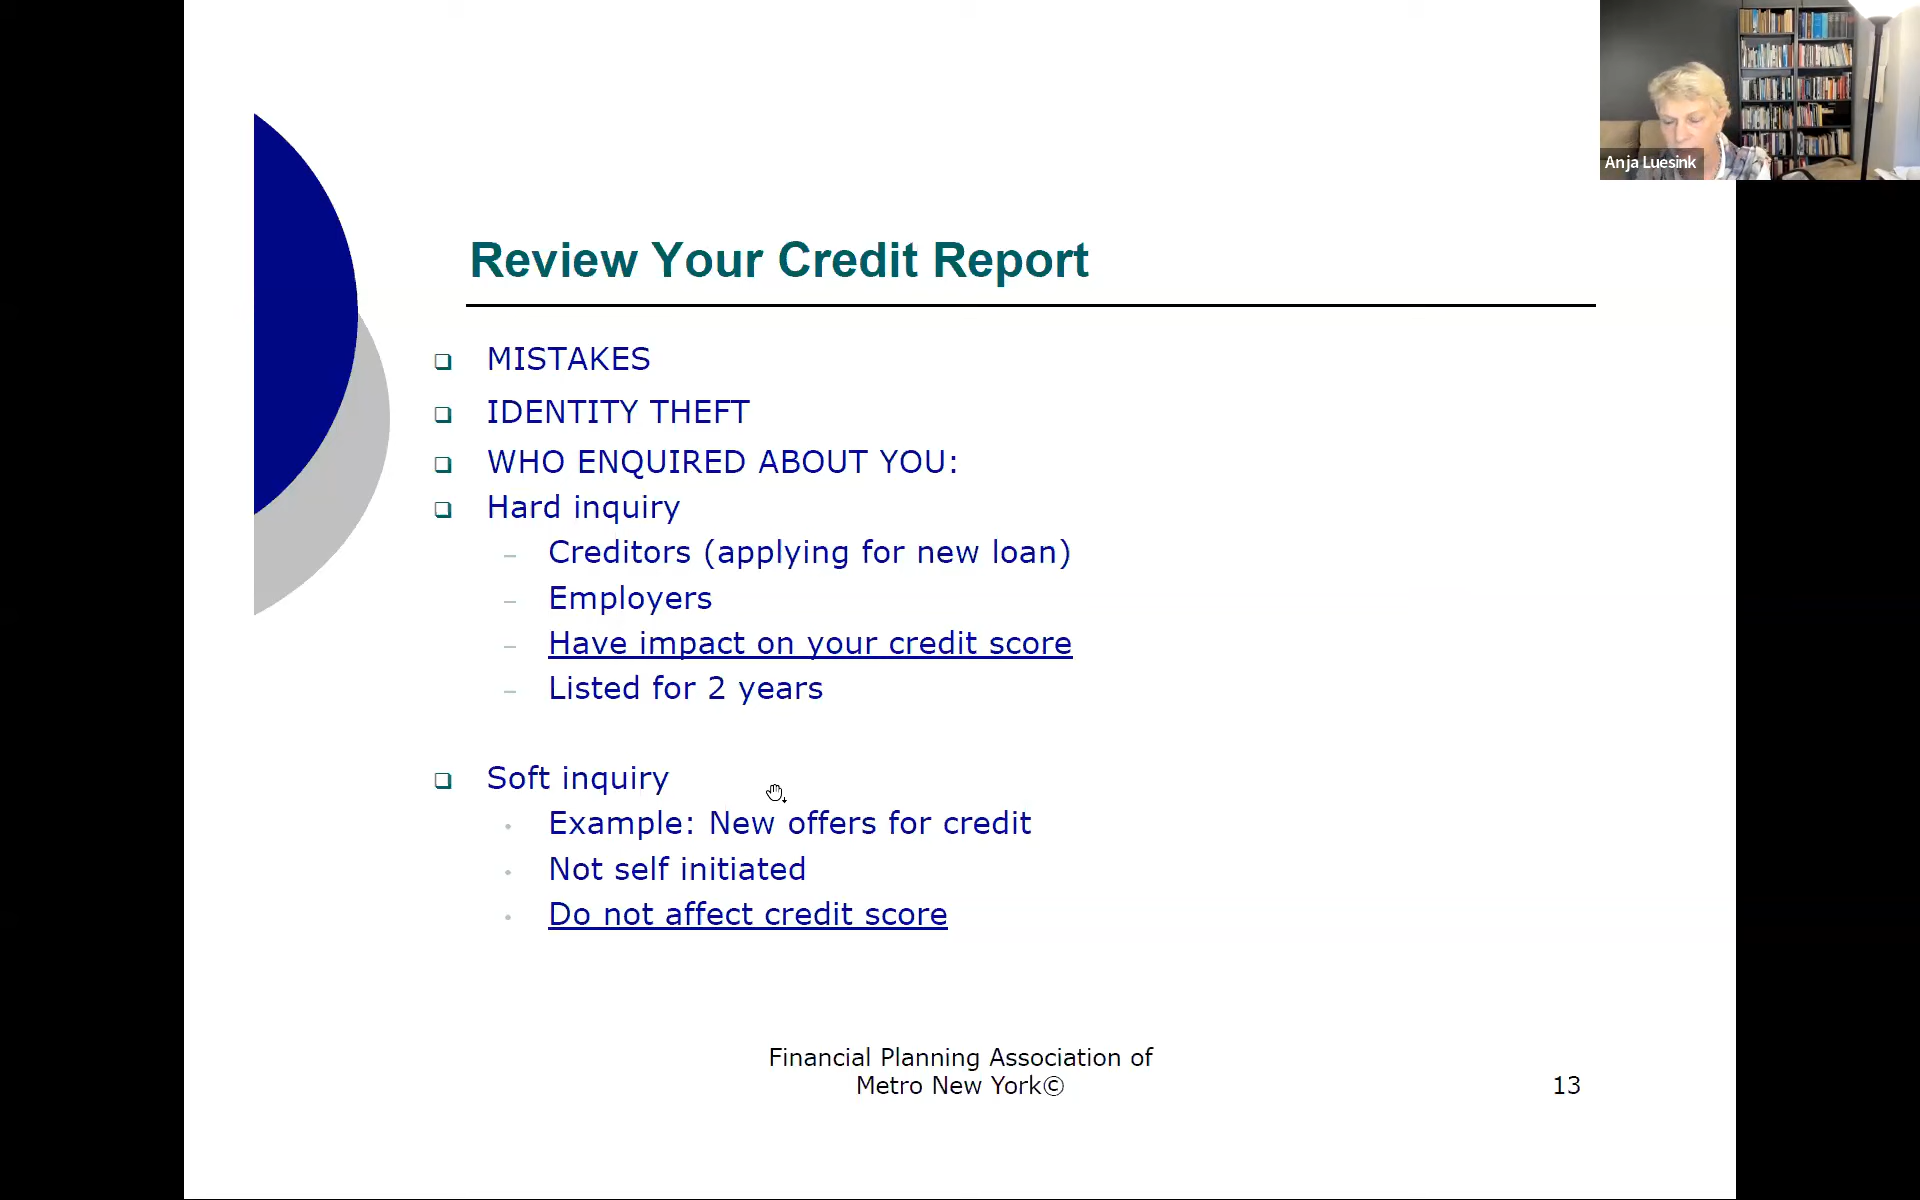 Anja Luesink
Review Your Credit Report
MISTAKES
IDENTITY THEFT
WHO ENQUIRED ABOUT YOU:
Hard inquiry
– Creditors (applying for new loan)
– Employers
– Have impact on your credit score
– Listed for 2 years
Soft inquiry
• Example: New offers for credit
• Not self initiated
• Do not affect credit score
Financial Planning Association of
Metro New York©
13